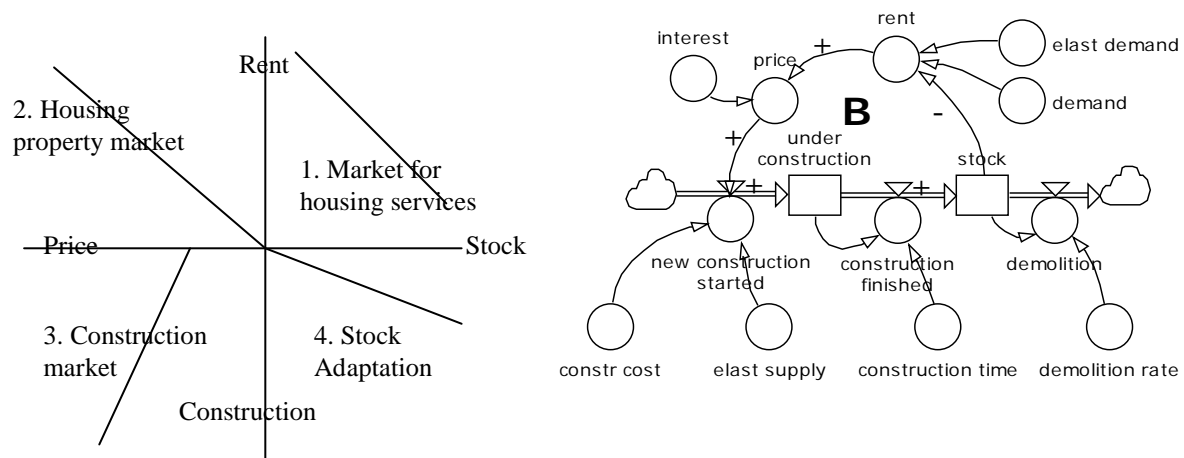 Rent
2. Housing
property market
1. Market for
housing services
Price
Stock
3. Construction
market
4. Stock
Adaptation
Construction
rent
interest
+
elast demand
price
demand
B
-
+
under
construction
stock
+
+
new construction
started
construction
finished
demolition
constr cost
elast supply
construction time
demolition rate